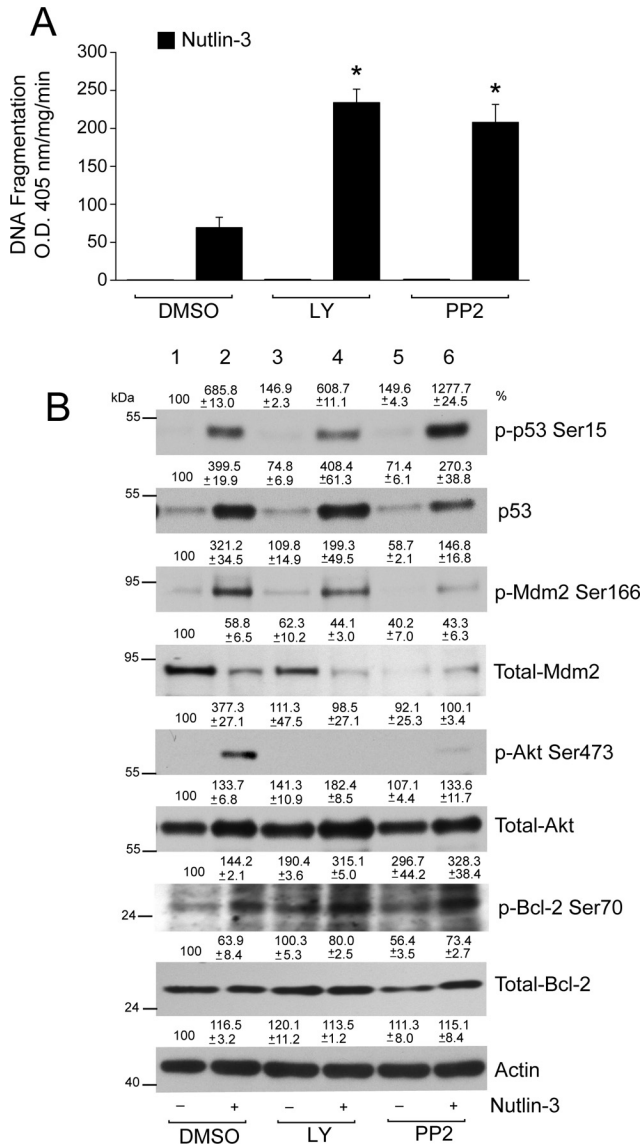 A
Nutlin-3
DNA Fragmentation
O.D. 405 nm/mg/min
300
250
200
150
100
50
0
* *
DMSO LY PP2
B
1 2 3 4 5 6
kDa 100 685.8 ±13.0 146.9 ±2.3 608.7 ±11.1 149.6 ±4.3 1277.7 ±24.5 %
55 p-p53 Ser15
100 399.5 ±19.9 74.8 ±6.9 408.4 ±61.3 71.4 ±6.1 270.3 ±38.8
55 p53
100 321.2 ±34.5 109.8 ±14.9 199.3 ±49.5 58.7 ±2.1 146.8 ±16.8
95 p-Mdm2 Ser166
100 58.8 ±6.5 62.3 ±10.2 44.1 ±3.0 40.2 ±7.0 43.3 ±6.3
95 Total-Mdm2
100 377.3 ±27.1 111.3 ±47.5 98.5 ±27.1 92.1 ±25.3 100.1 ±3.4
55 p-Akt Ser473
100 133.7 ±6.8 141.3 ±10.9 182.4 ±8.5 107.1 ±4.4 133.6 ±11.7
55 Total-Akt
100 144.2 ±2.1 190.4 ±3.6 315.1 ±5.0 296.7 ±44.2 328.3 ±38.4
24 p-Bcl-2 Ser70
100 63.9 ±8.4 100.3 ±5.3 80.0 ±2.5 56.4 ±3.5 73.4 ±2.7
24 Total-Bcl-2
100 116.5 ±3.2 120.1 ±11.2 113.5 ±1.2 111.3 ±8.0 115.1 ±8.4
40 Actin
– + – + – + Nutlin-3
DMSO LY PP2